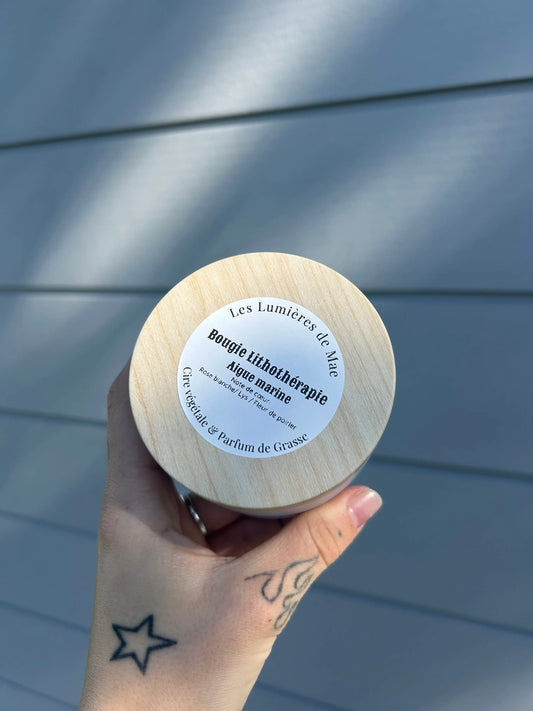 Les Lumières de Mae
Bougie Lithothérapie
Aigue marine
Note de cœur:
Rose blanche/ Lys / Fleur de poirier
Cire végétale & Parfum de Grasse